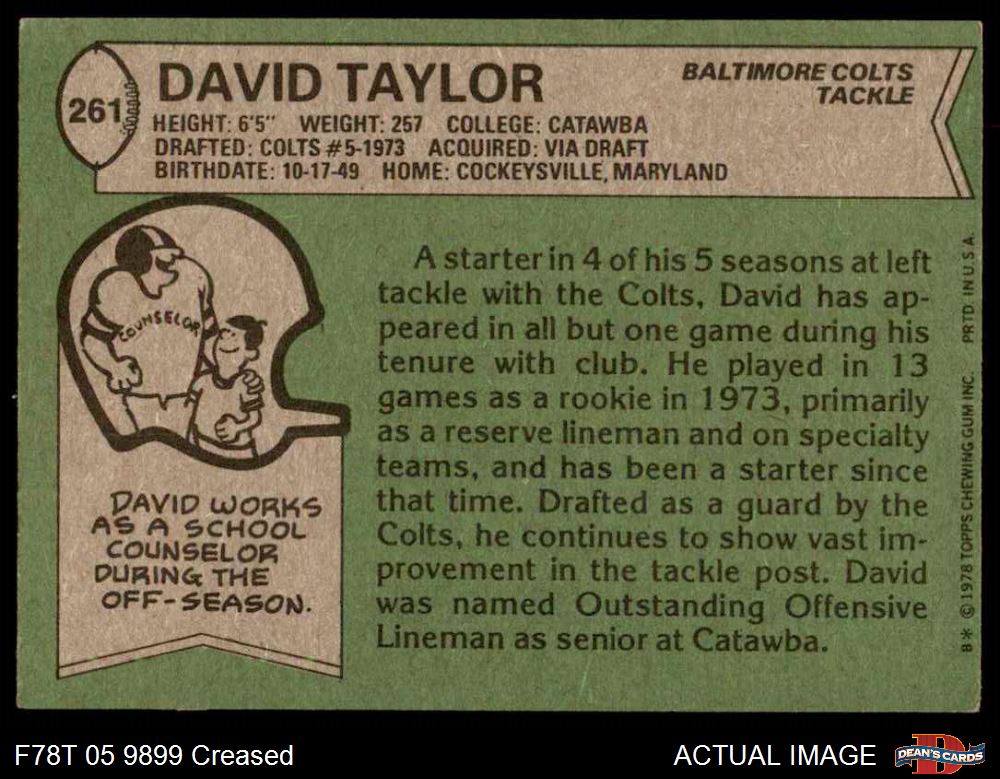 261
DAVID TAYLOR
BALTIMORE COLTS
TACKLE
HEIGHT: 6'5" WEIGHT: 257 COLLEGE: CATAWBA
DRAFTED: COLTS #5-1973 ACQUIRED: VIA DRAFT
BIRTHDATE: 10-17-49 HOME: COCKEYSVILLE, MARYLAND
COUNSELOR
DAVID WORKS
AS A SCHOOL
COUNSELOR
DURING THE
OFF-SEASON.
A starter in 4 of his 5 seasons at left
tackle with the Colts, David has ap-
peared in all but one game during his
tenure with club. He played in 13
games as a rookie in 1973, primarily
as a reserve lineman and on specialty
teams, and has been a starter since
that time. Drafted as a guard by the
Colts, he continues to show vast im-
provement in the tackle post. David
was named Outstanding Offensive
Lineman as senior at Catawba.
8* © 1978 TOPPS CHEWING GUM INC. PRTD IN U.S.A.
F78T 05 9899 Creased
ACTUAL IMAGE
DEAN'S CARDS